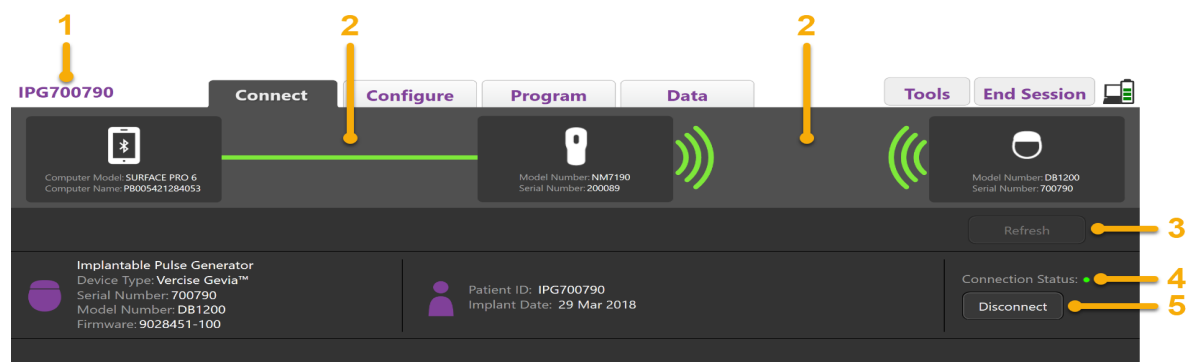 1
2
2
IPG700790
Connect
Configure
Program
Data
Tools
End Session
Computer Model: SURFACE PRO 6
Computer Name: PB005421284053
Model Number: NM7190
Serial Number: 200089
Model Number: DB1200
Serial Number: 700790
Refresh
3
Implantable Pulse Generator
Device Type: Vercise Gevia™
Serial Number: 700790
Model Number: DB1200
Firmware: 9028451-100
Patient ID: IPG700790
Implant Date: 29 Mar 2018
Connection Status:
4
Disconnect
5